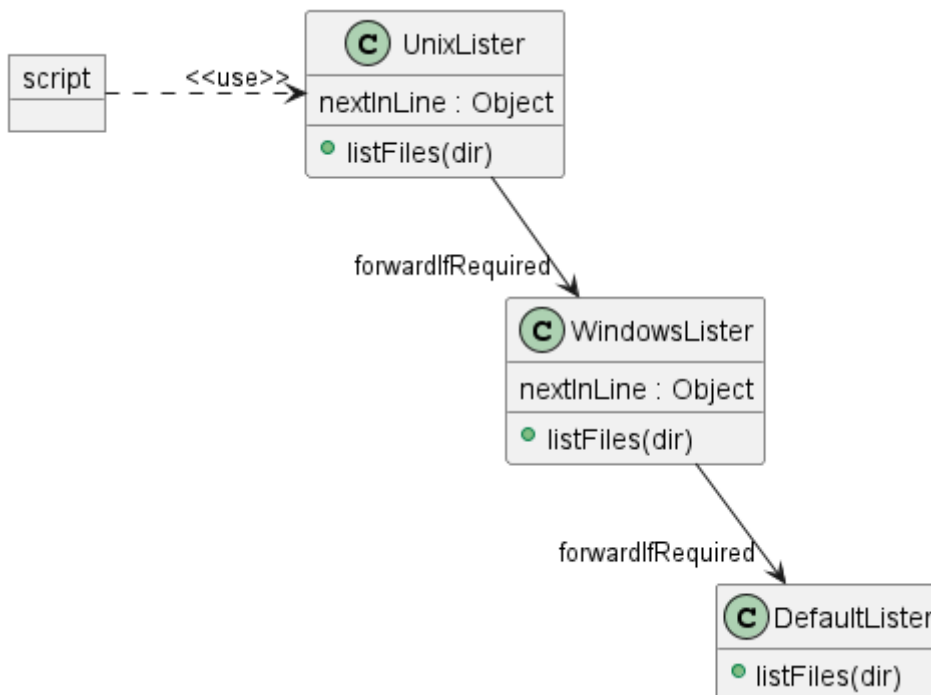 script
<<use>>
C UnixLister
nextInLine : Object
listFiles(dir)
forwardIfRequired
C WindowsLister
nextInLine : Object
listFiles(dir)
forwardIfRequired
C DefaultLister
listFiles(dir)